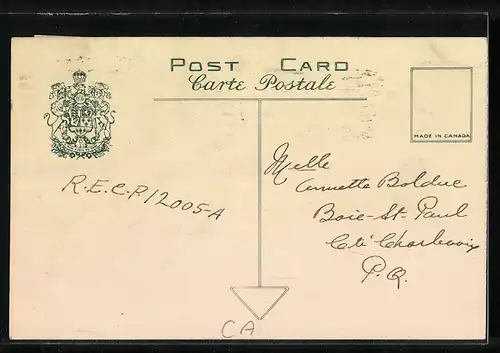 POST CARD
Carte Postale
MADE IN CANADA
R.E.C.P/2005-A
Melle
Annette Bolduc
Baie-St-Paul
Cté Charlevoix
P.Q.
CA